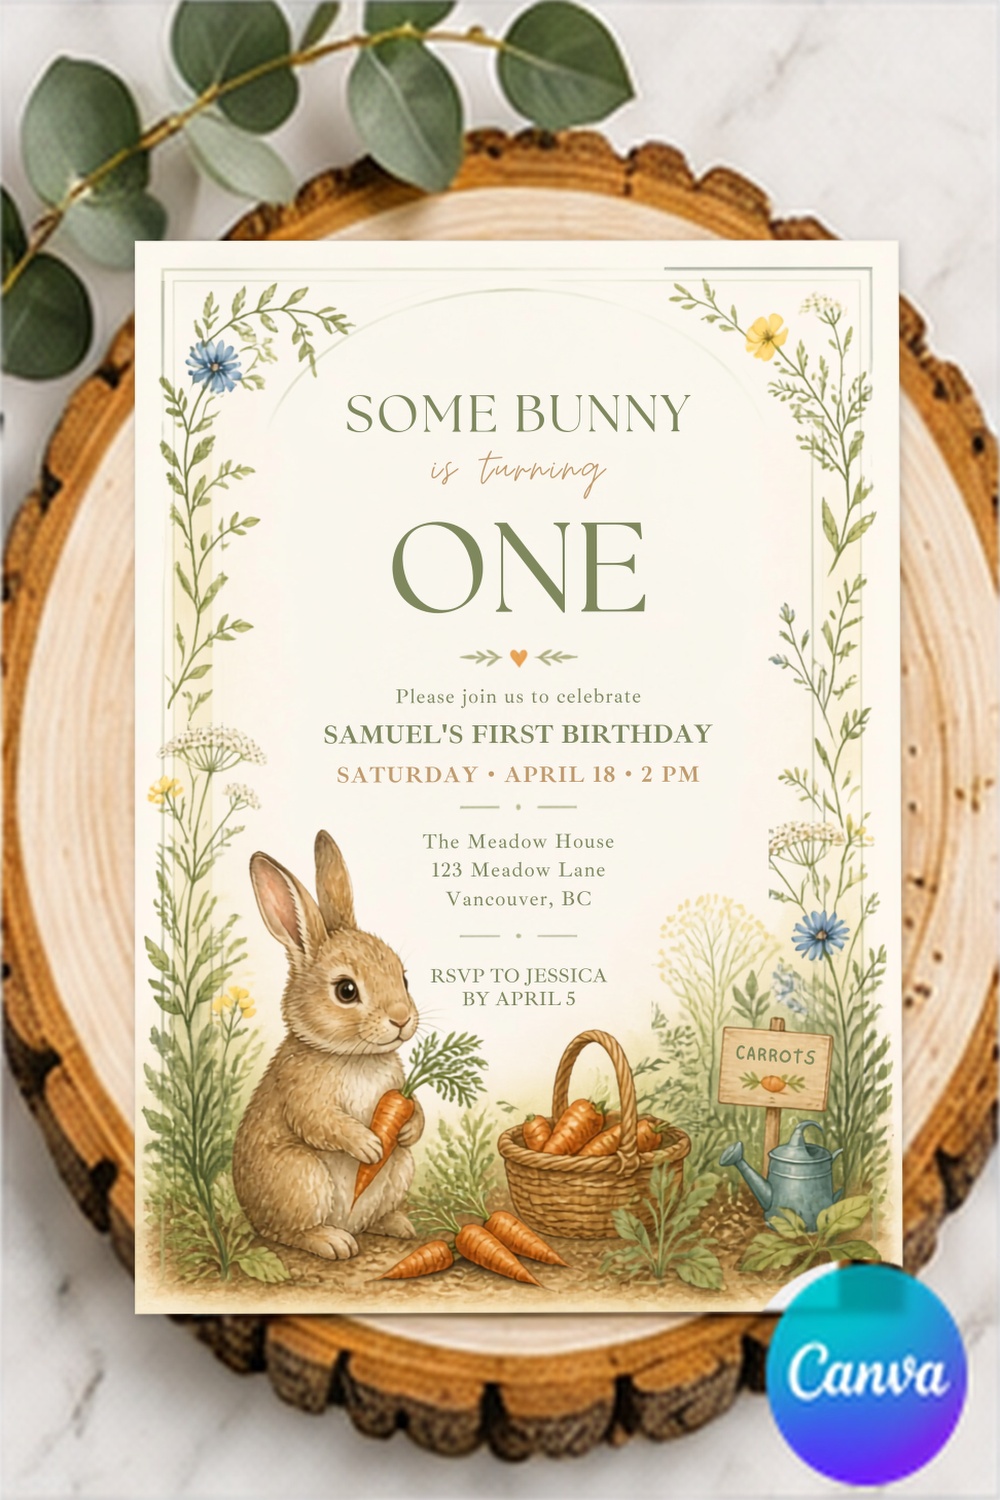 SOME BUNNY
is turning
ONE
Please join us to celebrate
SAMUEL'S FIRST BIRTHDAY
SATURDAY • APRIL 18 • 2 PM
The Meadow House
123 Meadow Lane
Vancouver, BC
RSVP TO JESSICA
BY APRIL 5
CARROTS
Canva